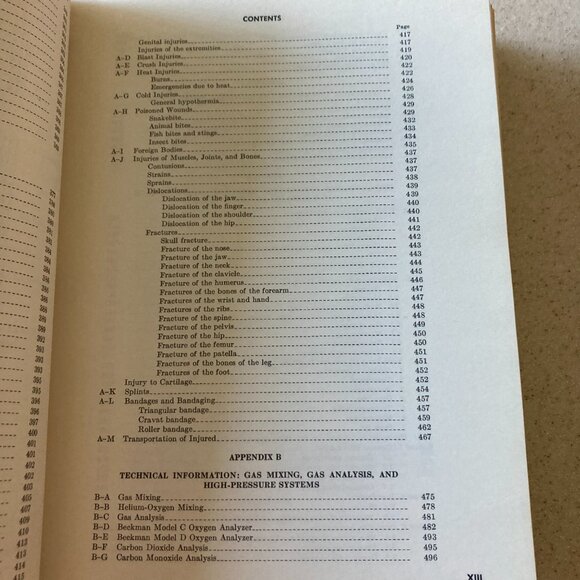 CONTENTS
Page
Genital injuries 417
Injuries of the extremities 417
A–D Blast Injuries 419
A–E Crush Injuries 420
A–F Heat Injuries 422
Burns 422
Emergencies due to heat 424
A–G Cold Injuries 426
General hypothermia 428
A–H Poisoned Wounds 429
Snakebite 429
Animal bites 432
Fish bites and stings 433
Insect bites 434
A–I Foreign Bodies 435
A–J Injuries of Muscles, Joints, and Bones 437
Contusions 437
Strains 437
Sprains 438
Dislocations 439
Dislocation of the jaw 439
Dislocation of the finger 440
Dislocation of the shoulder 440
Dislocation of the hip 441
Fractures 442
Skull fracture 442
Fracture of the nose 443
Fracture of the jaw 443
Fracture of the neck 444
Fracture of the clavicle 445
Fracture of the humerus 446
Fractures of the bones of the forearm 447
Fractures of the wrist and hand 447
Fractures of the ribs 448
Fracture of the spine 448
Fracture of the pelvis 449
Fracture of the hip 450
Fracture of the femur 450
Fracture of the patella 451
Fractures of the bones of the leg 451
Fractures of the foot 452
Injury to Cartilage 452
A–K Splints 454
A–L Bandages and Bandaging 457
Triangular bandage 457
Cravat bandage 459
Roller bandage 462
A–M Transportation of Injured 467
APPENDIX B
TECHNICAL INFORMATION: GAS MIXING, GAS ANALYSIS, AND
HIGH-PRESSURE SYSTEMS
B–A Gas Mixing 475
B–B Helium-Oxygen Mixing 478
B–C Gas Analysis 481
B–D Beckman Model C Oxygen Analyzer 482
B–E Beckman Model D Oxygen Analyzer 493
B–F Carbon Dioxide Analysis 495
B–G Carbon Monoxide Analysis 496
XIII